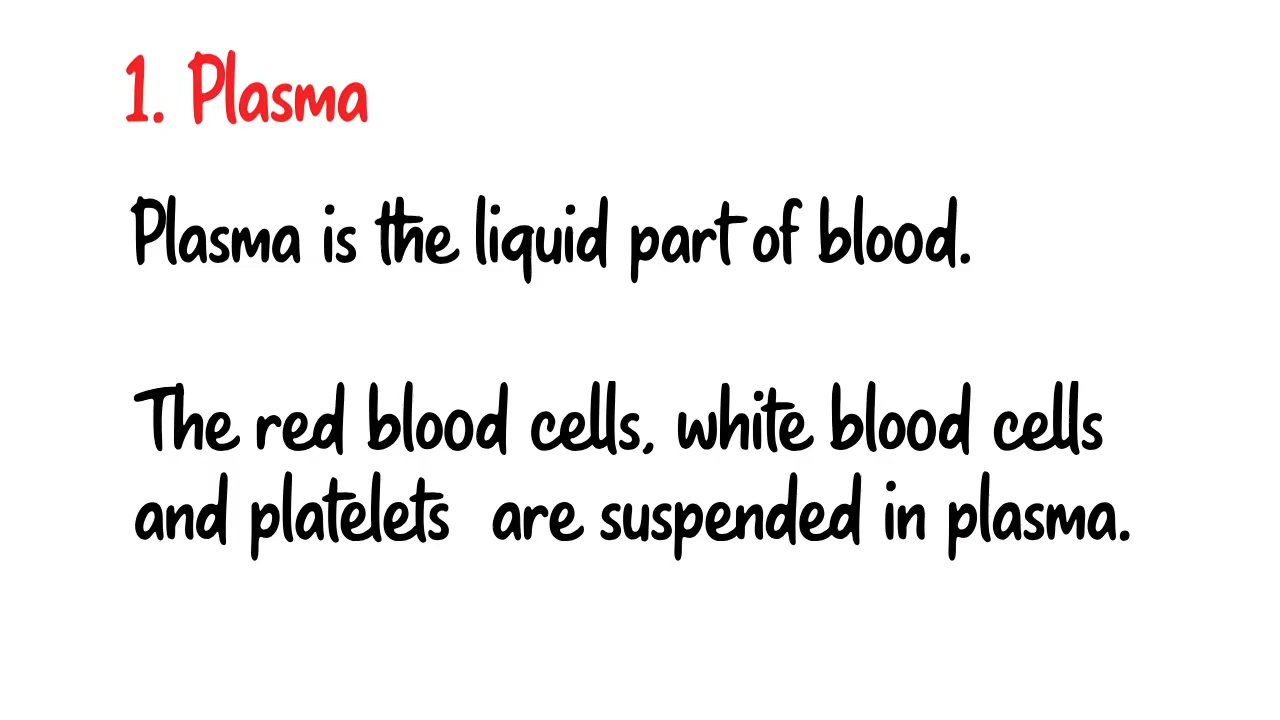 1. Plasma
Plasma is the liquid part of blood.
The red blood cells, white blood cells
and platelets are suspended in plasma.